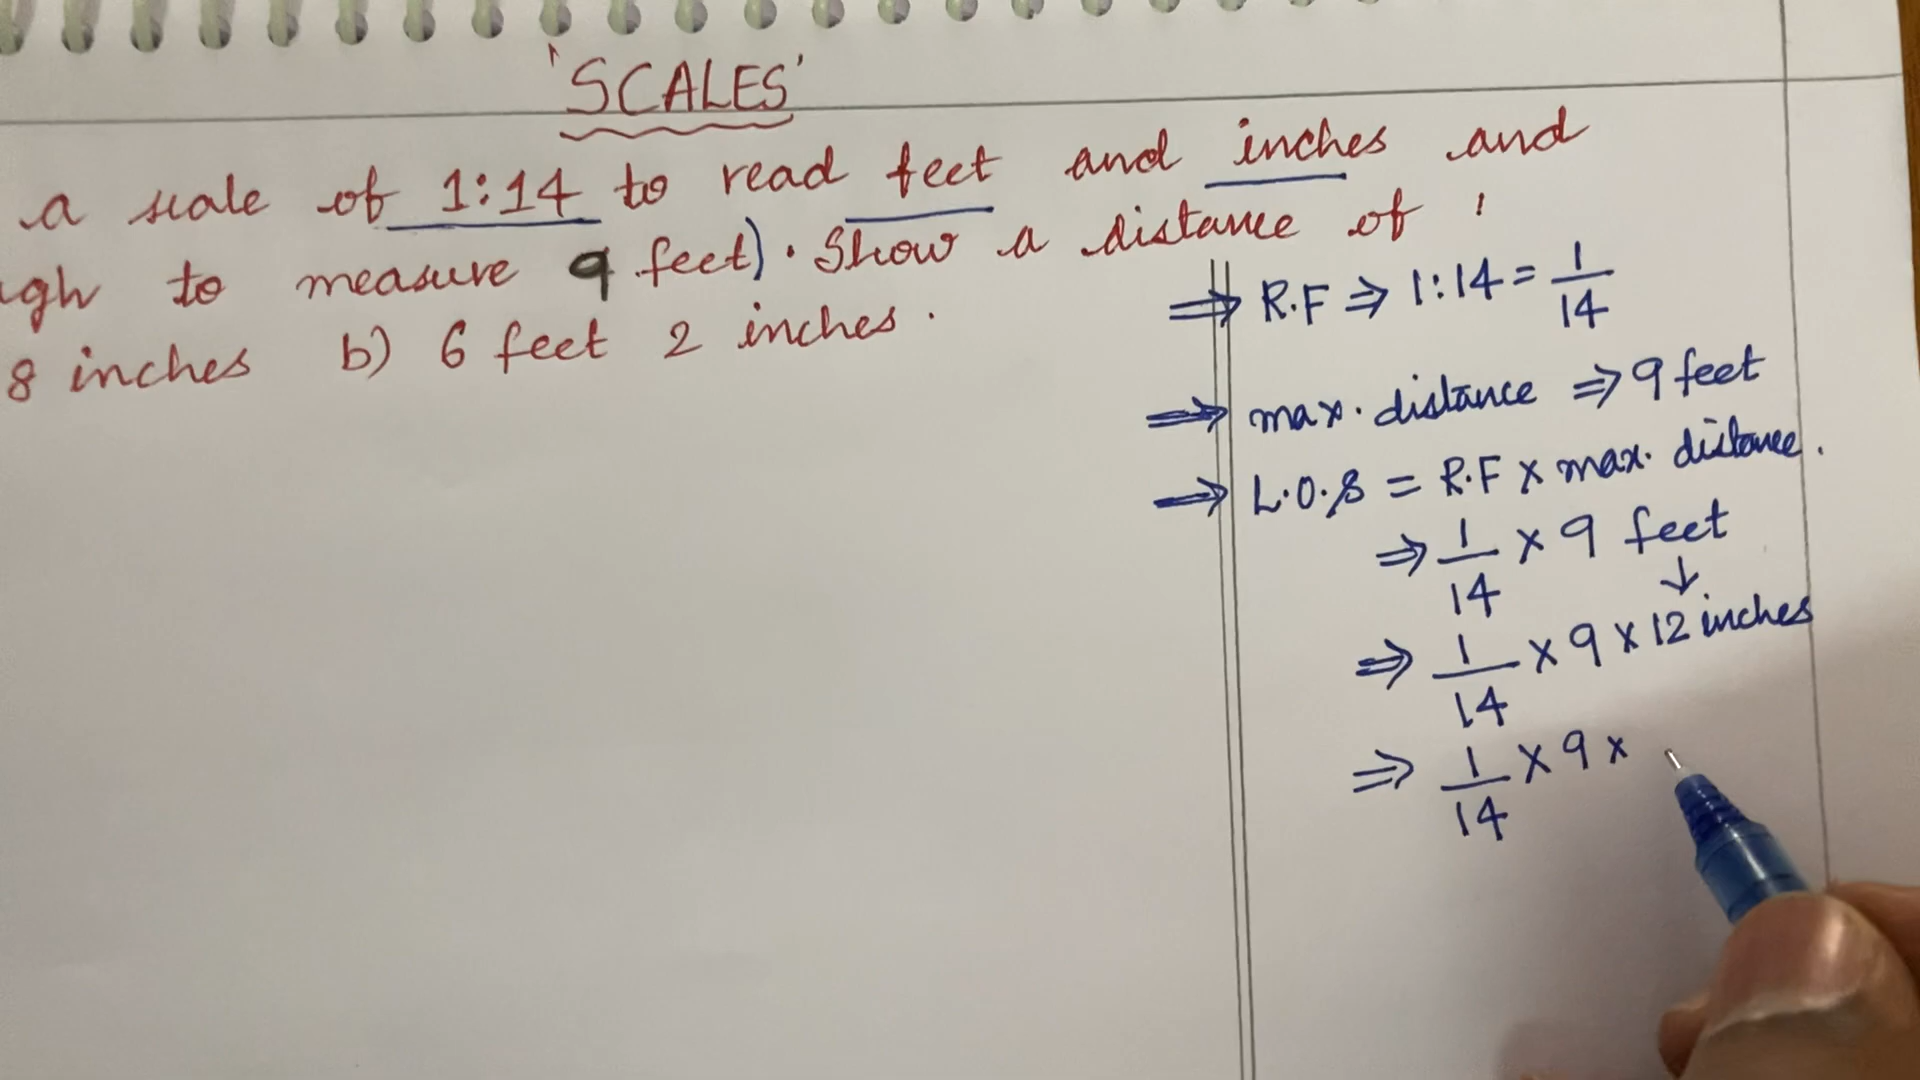 'SCALES'
a scale of 1:14 to read feet and inches and
to measure 9 feet). Show a distance of
8 inches b) 6 feet 2 inches.
⇒ R.F ⇒ 1:14 = 1/14
⇒ max. distance ⇒ 9 feet
⇒ L.O.S = R.F × max. distance.
⇒ 1/14 × 9 feet
↓
⇒ 1/14 × 9 × 12 inches
⇒ 1/14 × 9 ×